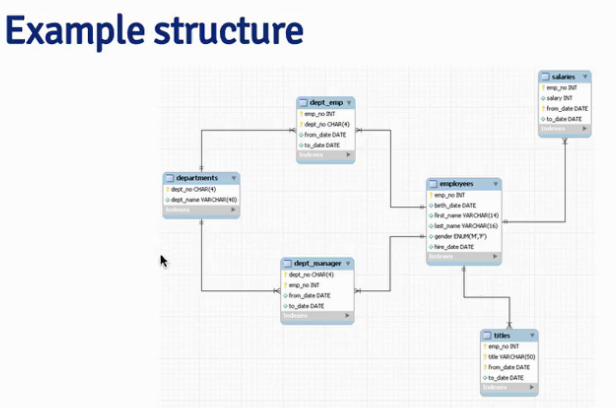 Example structure
salaries
emp_no INT
salary INT
from_date DATE
to_date DATE
Indexes
dept_emp
emp_no INT
dept_no CHAR(4)
from_date DATE
to_date DATE
Indexes
departments
dept_no CHAR(4)
dept_name VARCHAR(40)
Indexes
employees
emp_no INT
birth_date DATE
first_name VARCHAR(14)
last_name VARCHAR(16)
gender ENUM('M','F')
hire_date DATE
Indexes
dept_manager
dept_no CHAR(4)
emp_no INT
from_date DATE
to_date DATE
Indexes
titles
emp_no INT
title VARCHAR(50)
from_date DATE
to_date DATE
Indexes